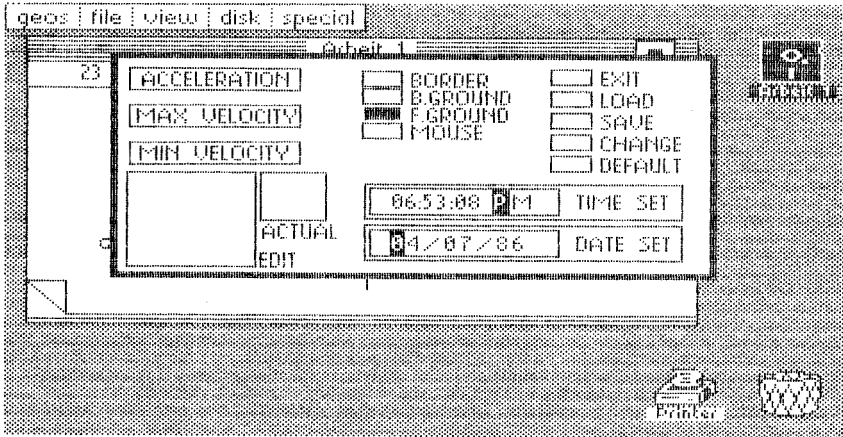 geos file view disk special
Arbeit 1
23
ACCELERATION
MAX VELOCITY
MIN VELOCITY
BORDER
B.GROUND
F.GROUND
MOUSE
EXIT
LOAD
SAVE
CHANGE
DEFAULT
06:53:08 PM TIME SET
ACTUAL
EDIT
4/07/86 DATE SET
Printer